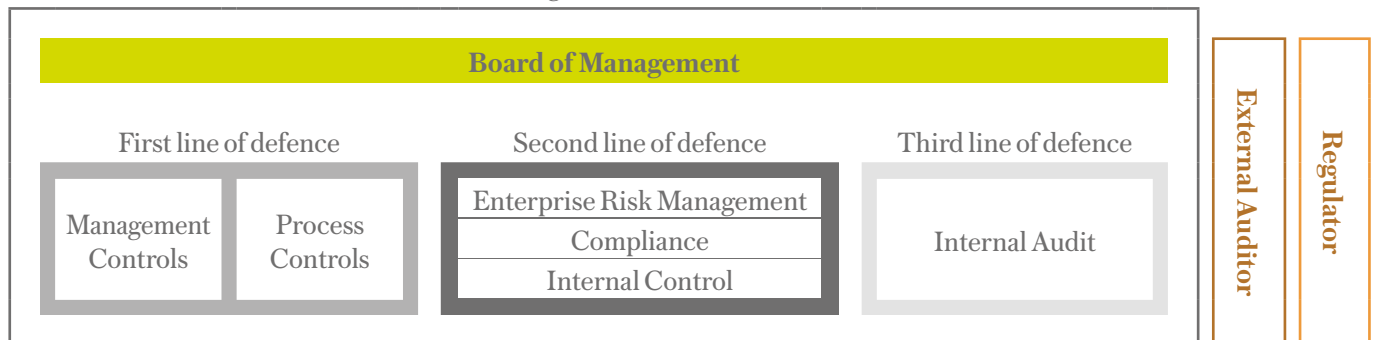 Board of Management
First line of defence
Second line of defence
Third line of defence
Management
Controls
Process
Controls
Enterprise Risk Management
Compliance
Internal Control
Internal Audit
External Auditor
Regulator